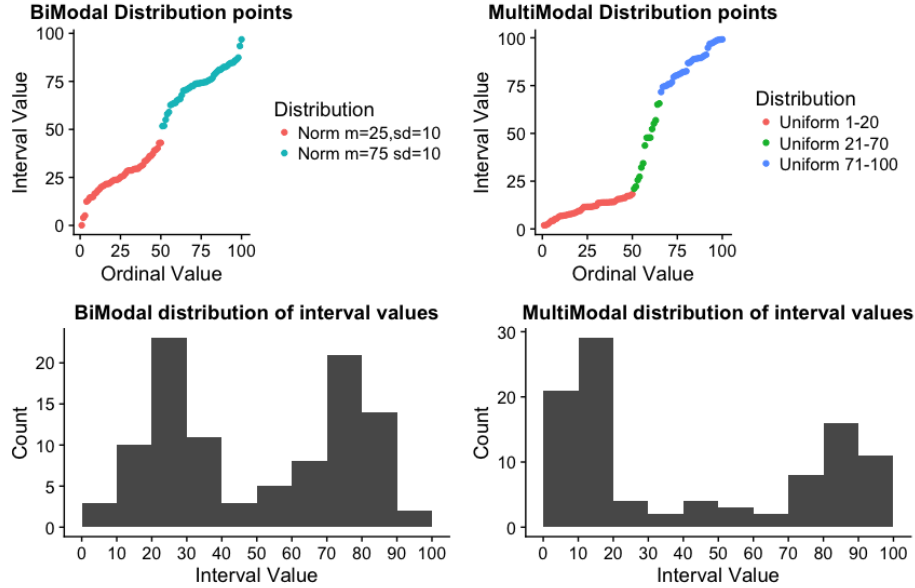 BiModal Distribution points
100
75
50
25
0
Interval Value
0 25 50 75 100
Ordinal Value
Distribution
Norm m=25,sd=10
Norm m=75 sd=10
MultiModal Distribution points
100
75
50
25
0
Interval Value
0 25 50 75 100
Ordinal Value
Distribution
Uniform 1-20
Uniform 21-70
Uniform 71-100
BiModal distribution of interval values
20
15
10
5
0
Count
0 10 20 30 40 50 60 70 80 90 100
Interval Value
MultiModal distribution of interval values
30
20
10
0
Count
0 10 20 30 40 50 60 70 80 90 100
Interval Value